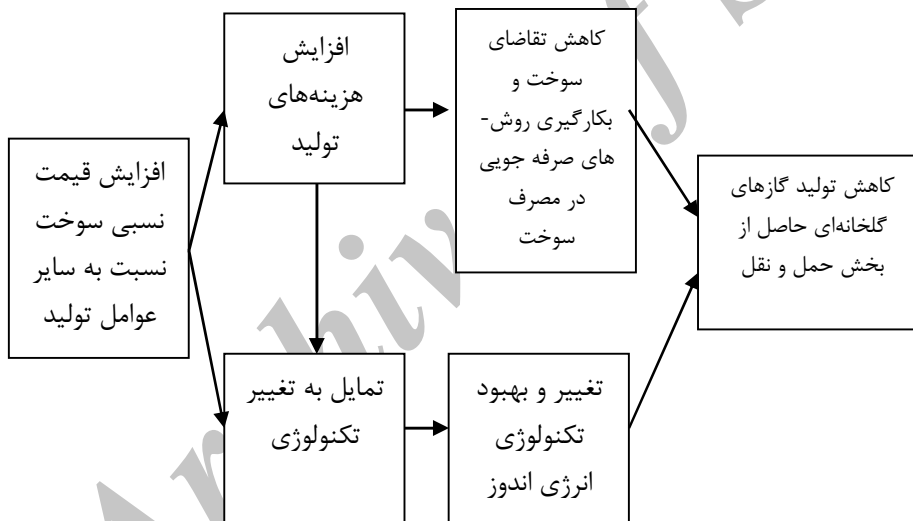 افزایش قیمت
نسبی سوخت
نسبت به سایر
عوامل تولید
افزایش
هزینه‌های
تولید
کاهش تقاضای
سوخت و
بکارگیری روش-
های صرفه جویی
در مصرف
سوخت
تمایل به تغییر
تکنولوژی
تغییر و بهبود
تکنولوژی
انرژی اندوز
کاهش تولید گازهای
گلخانه‌ای حاصل از
بخش حمل و نقل
Archiv
f S